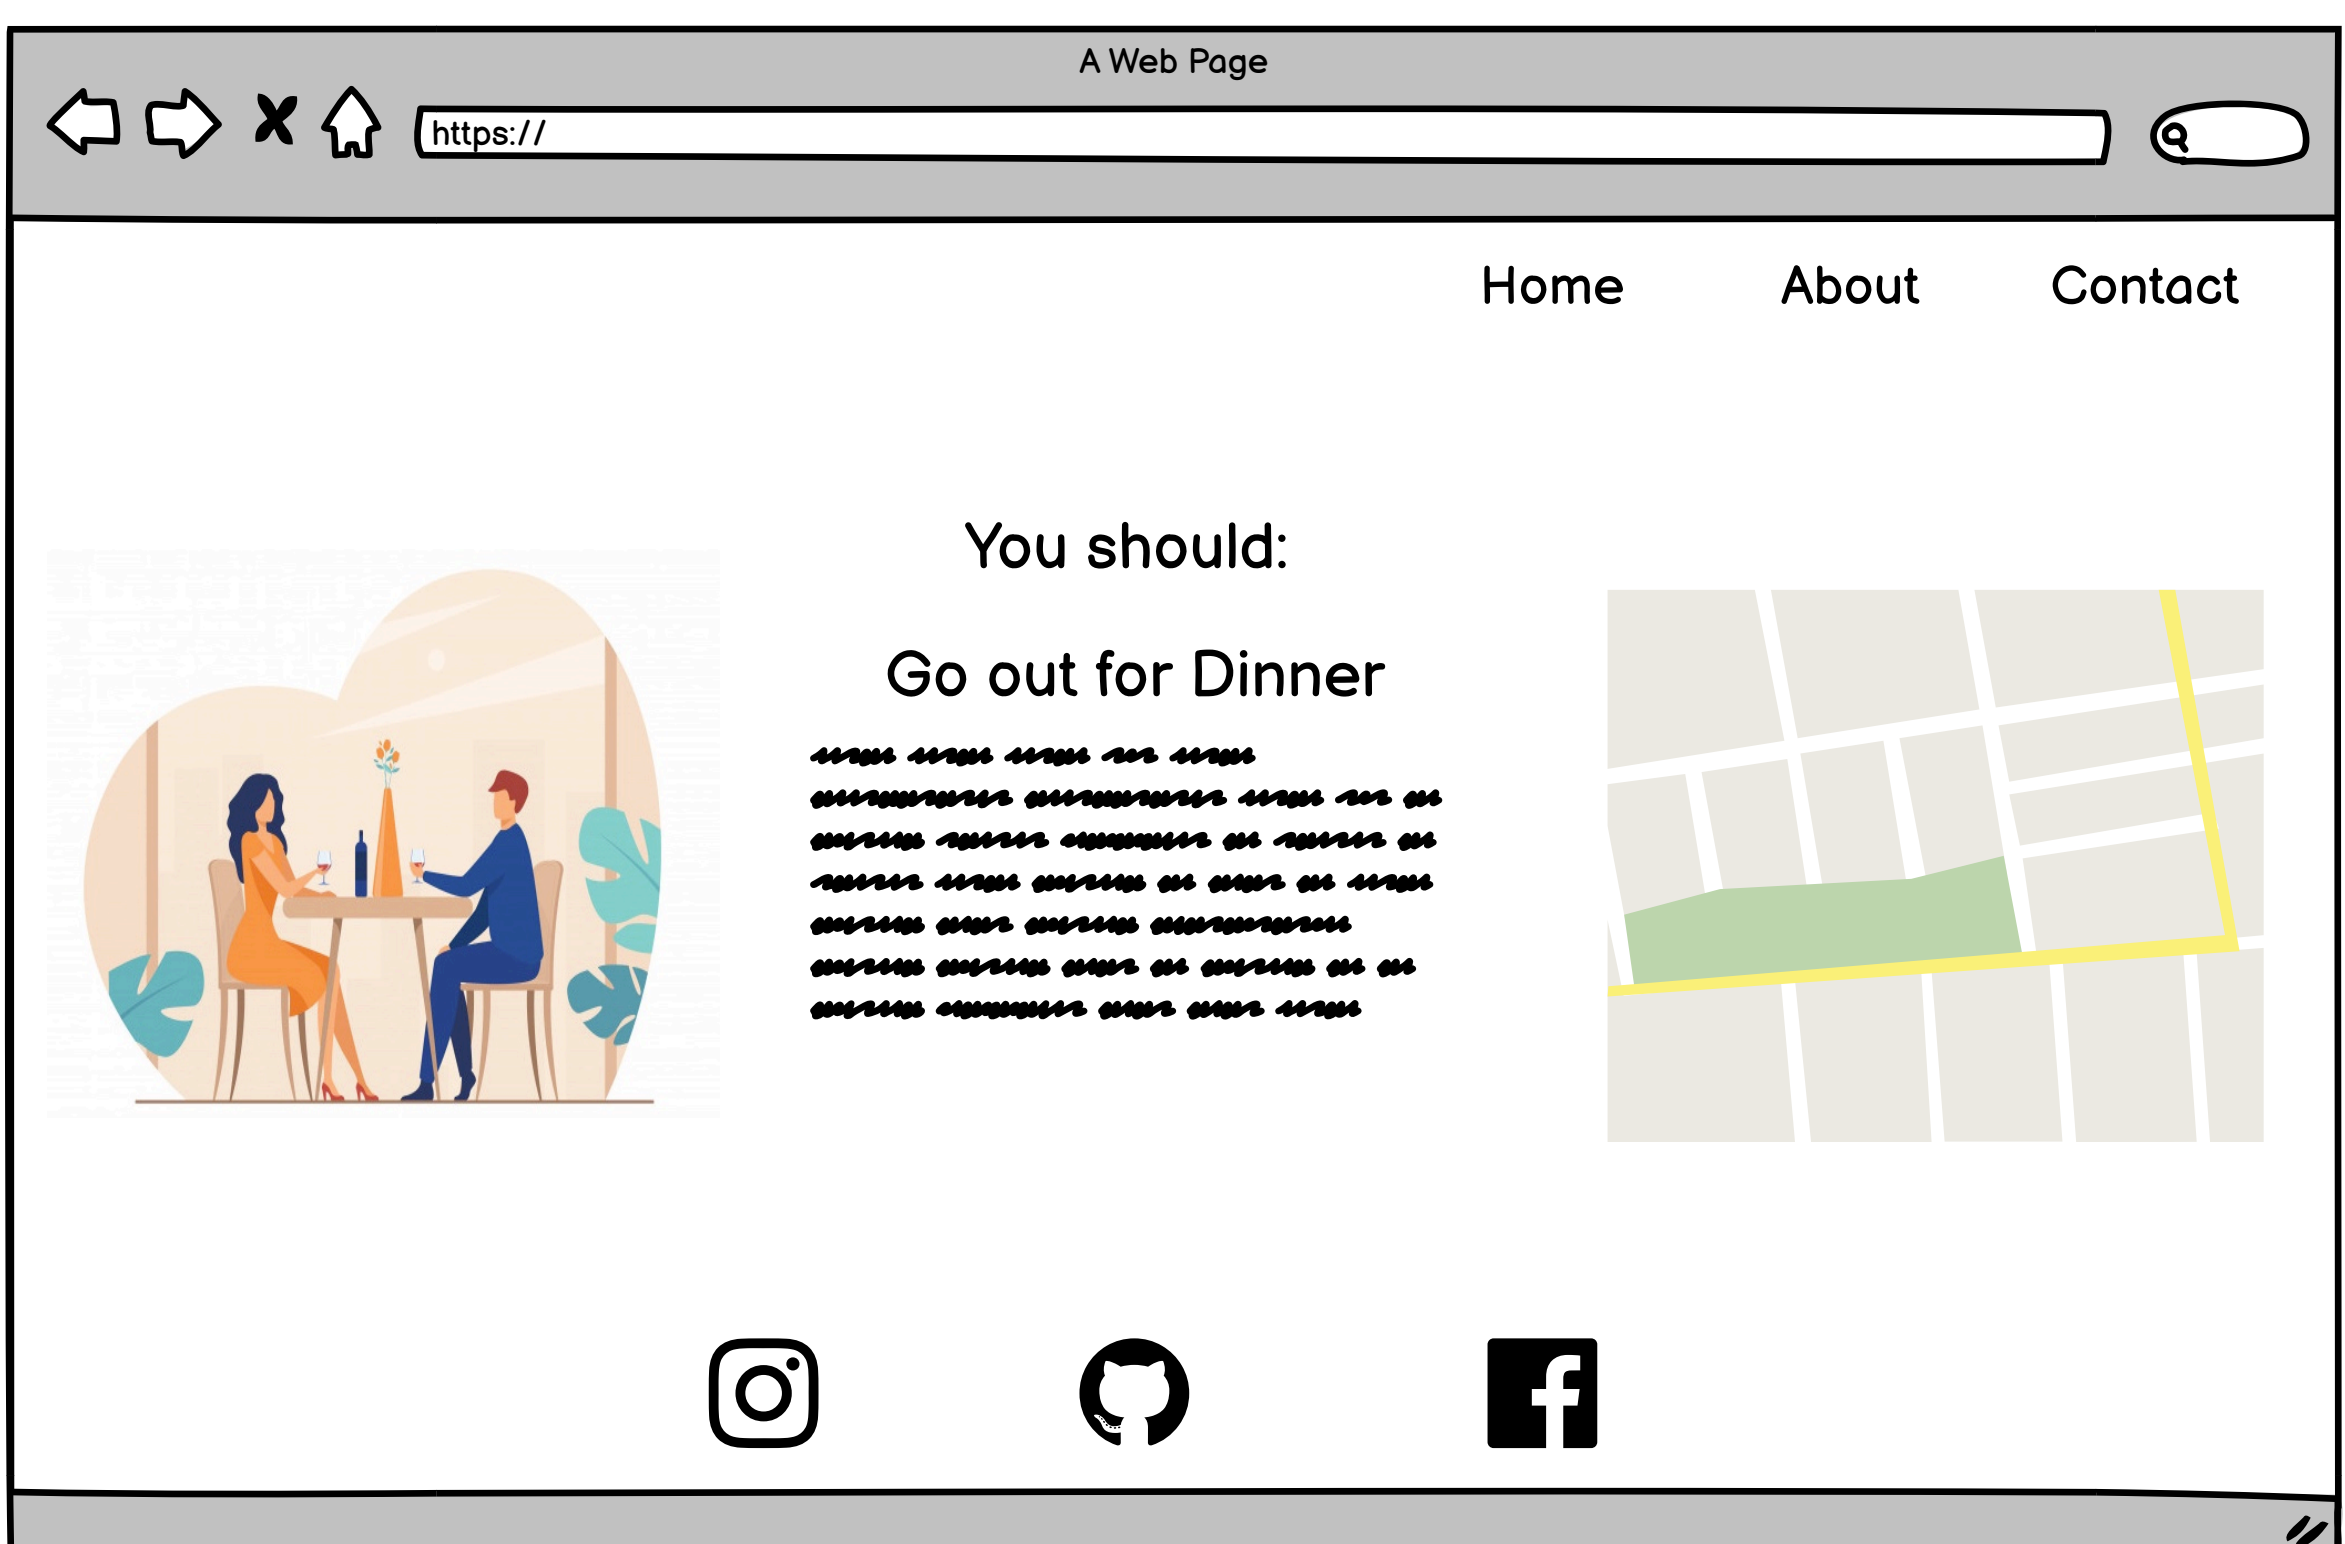 A Web Page
https://
Home About Contact
You should:
Go out for Dinner